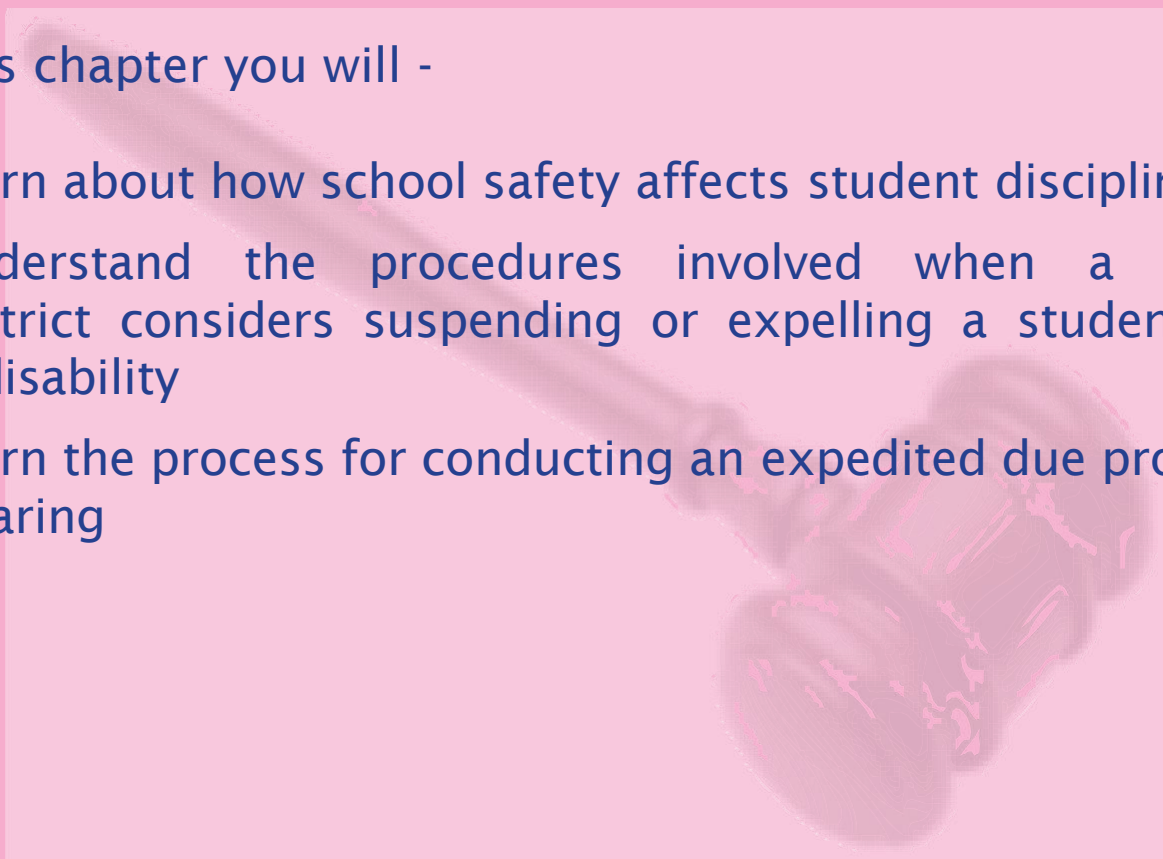 s chapter you will -
rn about how school safety affects student disciplin
derstand the procedures involved when a
trict considers suspending or expelling a studen
disability
rn the process for conducting an expedited due pro
aring